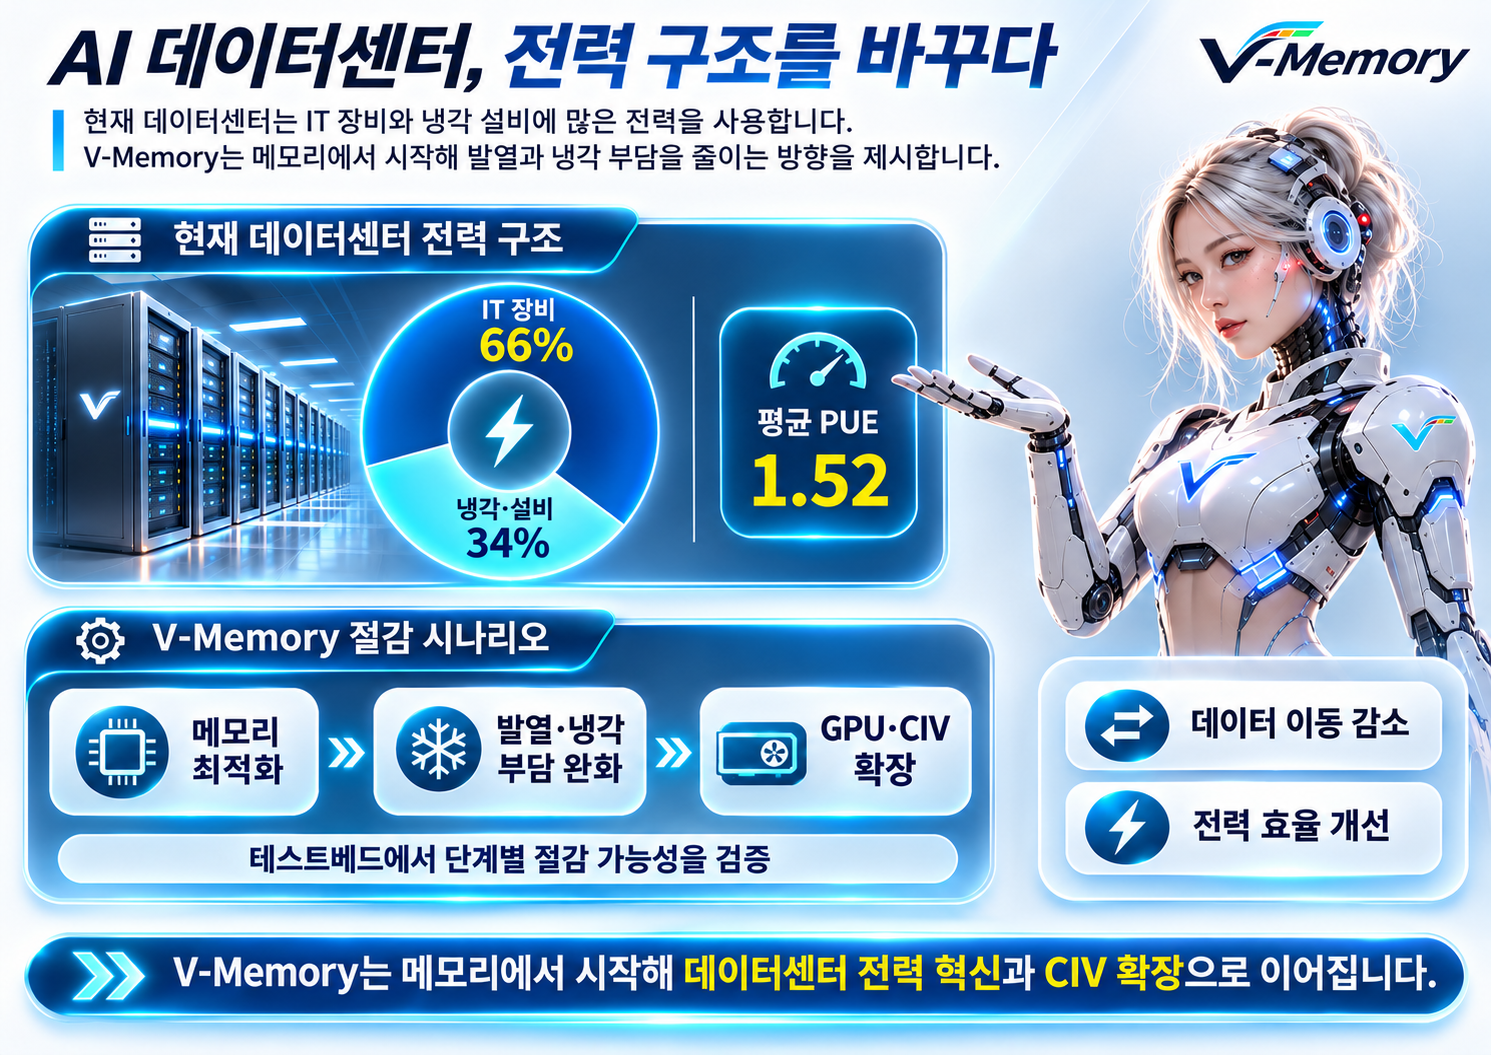 AI 데이터센터, 전력 구조를 바꾸다
V-Memory
현재 데이터센터는 IT 장비와 냉각 설비에 많은 전력을 사용합니다.
V-Memory는 메모리에서 시작해 발열과 냉각 부담을 줄이는 방향을 제시합니다.
현재 데이터센터 전력 구조
IT 장비
66%
냉각·설비
34%
평균 PUE
1.52
V-Memory 절감 시나리오
메모리
최적화
발열·냉각
부담 완화
GPU·CIV
확장
테스트베드에서 단계별 절감 가능성을 검증
데이터 이동 감소
전력 효율 개선
V-Memory는 메모리에서 시작해 데이터센터 전력 혁신과 CIV 확장으로 이어집니다.